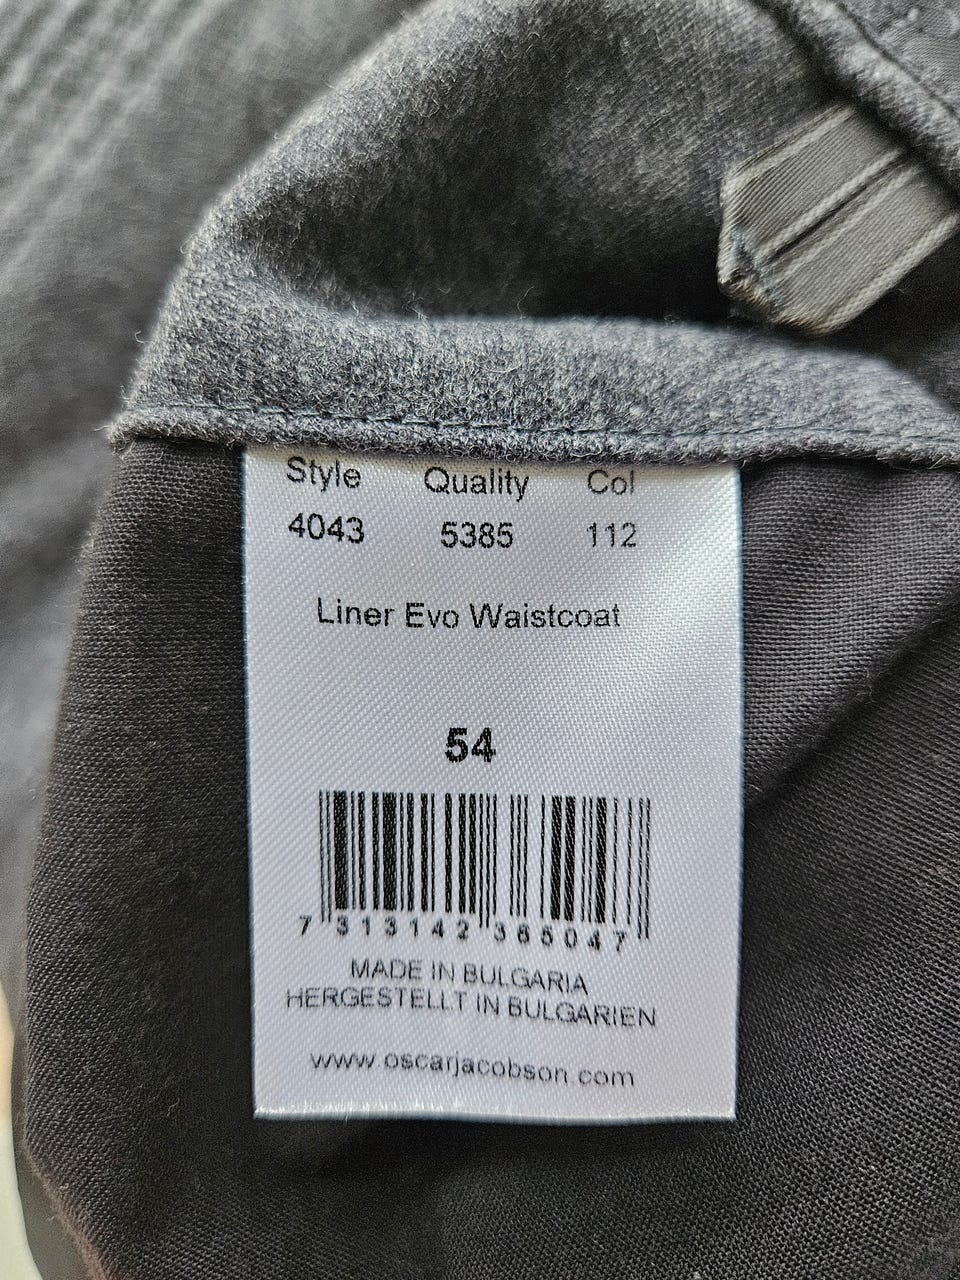 Style Quality Col
4043 5385 112
Liner Evo Waistcoat
54
7 313142 365047
MADE IN BULGARIA
HERGESTELLT IN BULGARIEN
www.oscarjacobson.com